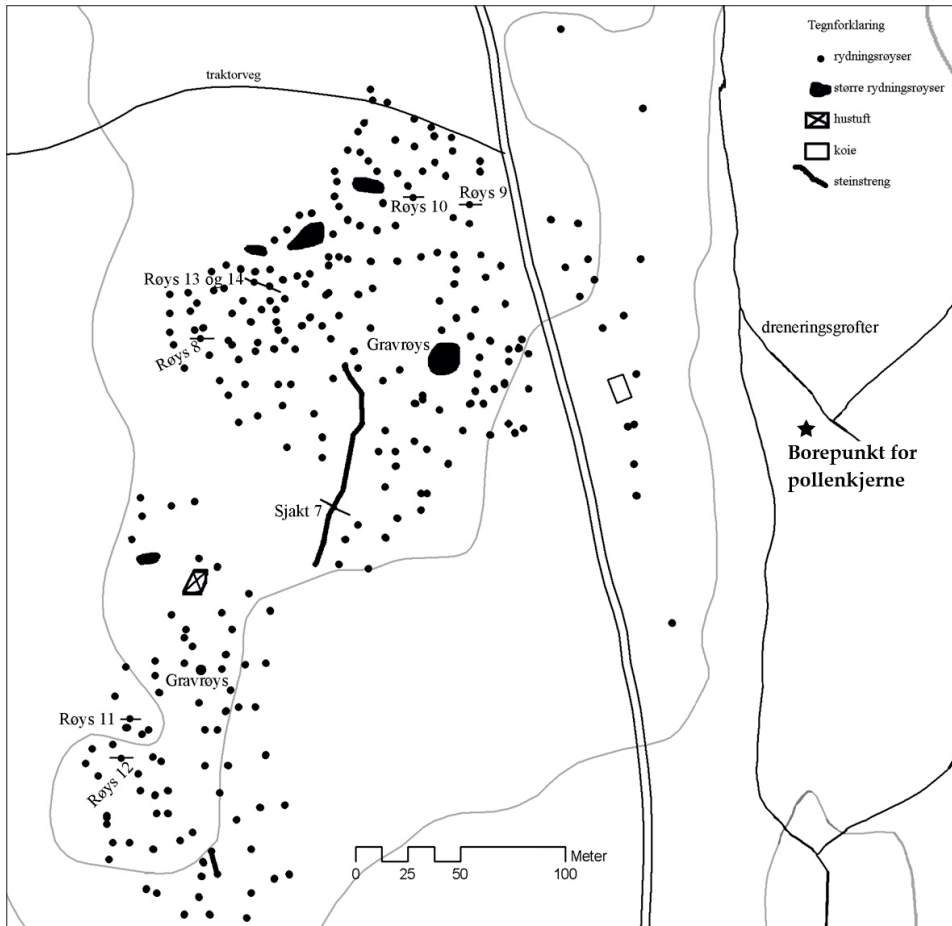 Tegnforklaring
rydningsrøyser
større rydningsrøyser
hustuft
koie
steinstreng
traktorveg
Røys 9
Røys 10
Røys 13 og 14
Røys 8
Gravrøys
dreneringsgrøfter
Borepunkt for
pollenkjerne
Sjakt 7
Gravrøys
Røys 11
Røys 12
Meter
0 25 50 100